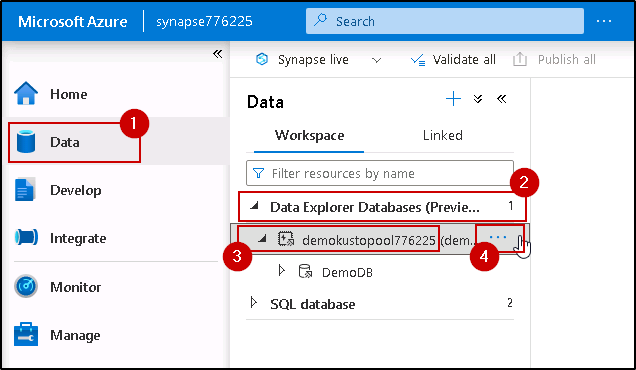 Microsoft Azure
synapse776225
Search
...
«
Synapse live
Validate all
Publish all
Home
Data
Develop
Integrate
Monitor
Manage
1
Data
Workspace
Linked
Filter resources by name
2
Data Explorer Databases (Previe...
1
demokustopool776225 (dem...
...
3
4
DemoDB
SQL database
2